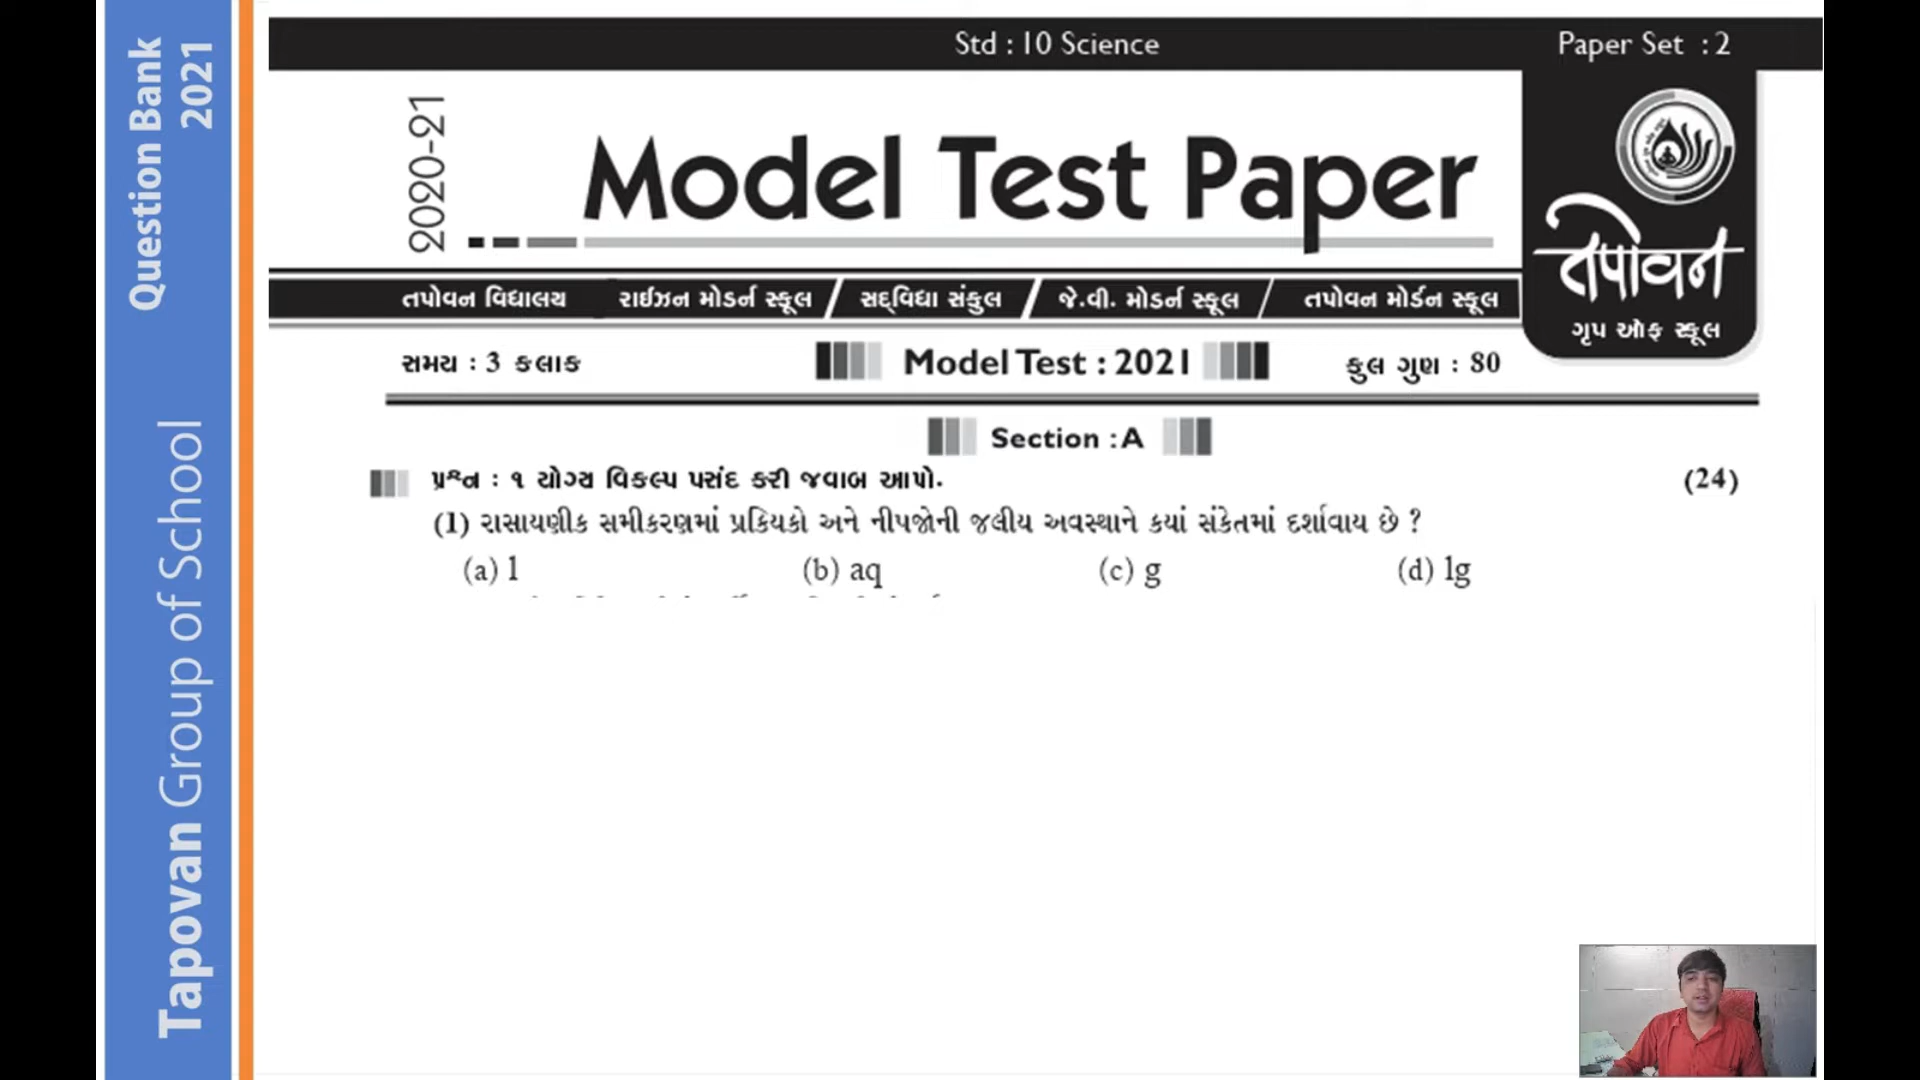 Question Bank
2021
Tapovan Group of School
Std : 10 Science
Paper Set : 2
2020-21
Model Test Paper
તપોવન
ગૃપ ઓફ સ્કૂલ
તપોવન વિદ્યાલય
રાઈઝન મોડર્ન સ્કૂલ
સદ્‌વિદ્યા સંકુલ
જે.વી. મોડર્ન સ્કૂલ
તપોવન મોર્ડન સ્કૂલ
સમય : 3 કલાક
Model Test : 2021
કુલ ગુણ : 80
Section : A
પ્રશ્ન : ૧ યોગ્ય વિકલ્પ પસંદ કરી જવાબ આપો. (24)
(1) રાસાયણીક સમીકરણમાં પ્રક્રિયકો અને નીપજોની જલીય અવસ્થાને કયાં સંકેતમાં દર્શાવાય છે ?
(a) l (b) aq (c) g (d) lg